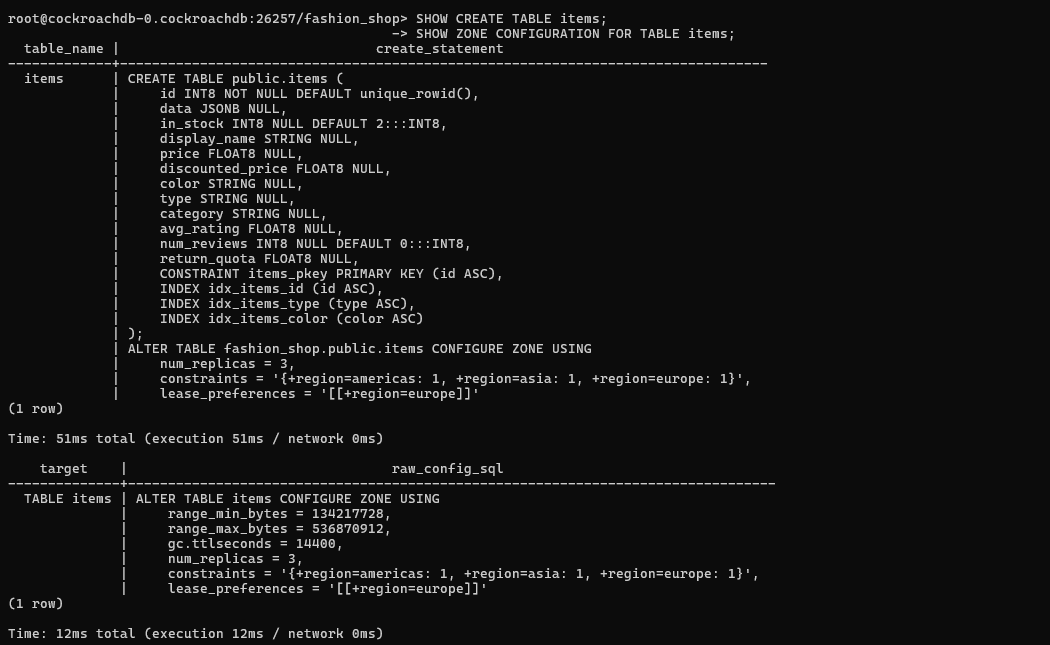 root@cockroachdb-0.cockroachdb:26257/fashion_shop> SHOW CREATE TABLE items;
                                                -> SHOW ZONE CONFIGURATION FOR TABLE items;
  table_name |                                create_statement
-------------+---------------------------------------------------------------------------------
  items      | CREATE TABLE public.items (
             |     id INT8 NOT NULL DEFAULT unique_rowid(),
             |     data JSONB NULL,
             |     in_stock INT8 NULL DEFAULT 2:::INT8,
             |     display_name STRING NULL,
             |     price FLOAT8 NULL,
             |     discounted_price FLOAT8 NULL,
             |     color STRING NULL,
             |     type STRING NULL,
             |     category STRING NULL,
             |     avg_rating FLOAT8 NULL,
             |     num_reviews INT8 NULL DEFAULT 0:::INT8,
             |     return_quota FLOAT8 NULL,
             |     CONSTRAINT items_pkey PRIMARY KEY (id ASC),
             |     INDEX idx_items_id (id ASC),
             |     INDEX idx_items_type (type ASC),
             |     INDEX idx_items_color (color ASC)
             | );
             | ALTER TABLE fashion_shop.public.items CONFIGURE ZONE USING
             |     num_replicas = 3,
             |     constraints = '{+region=americas: 1, +region=asia: 1, +region=europe: 1}',
             |     lease_preferences = '[[+region=europe]]'
(1 row)

Time: 51ms total (execution 51ms / network 0ms)

    target    |                                 raw_config_sql
--------------+---------------------------------------------------------------------------------
  TABLE items | ALTER TABLE items CONFIGURE ZONE USING
              |     range_min_bytes = 134217728,
              |     range_max_bytes = 536870912,
              |     gc.ttlseconds = 14400,
              |     num_replicas = 3,
              |     constraints = '{+region=americas: 1, +region=asia: 1, +region=europe: 1}',
              |     lease_preferences = '[[+region=europe]]'
(1 row)

Time: 12ms total (execution 12ms / network 0ms)